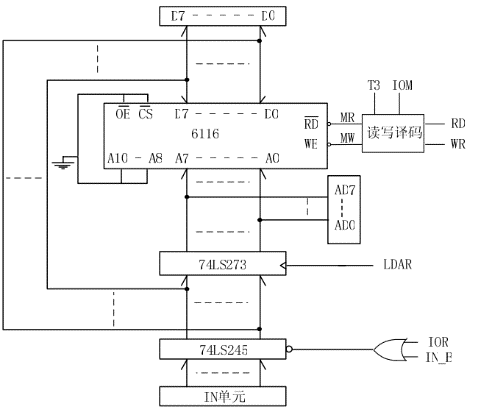 D7 - - - - - D0
T3 IOM
OE CS D7 - - - - - D0
6116
RD MR
WE MW
读写译码
RD
WR
A10 - A8 A7 - - - - - A0
AD7
AD0
74LS273
LDAR
74LS245
IOR
IN_B
IN单元